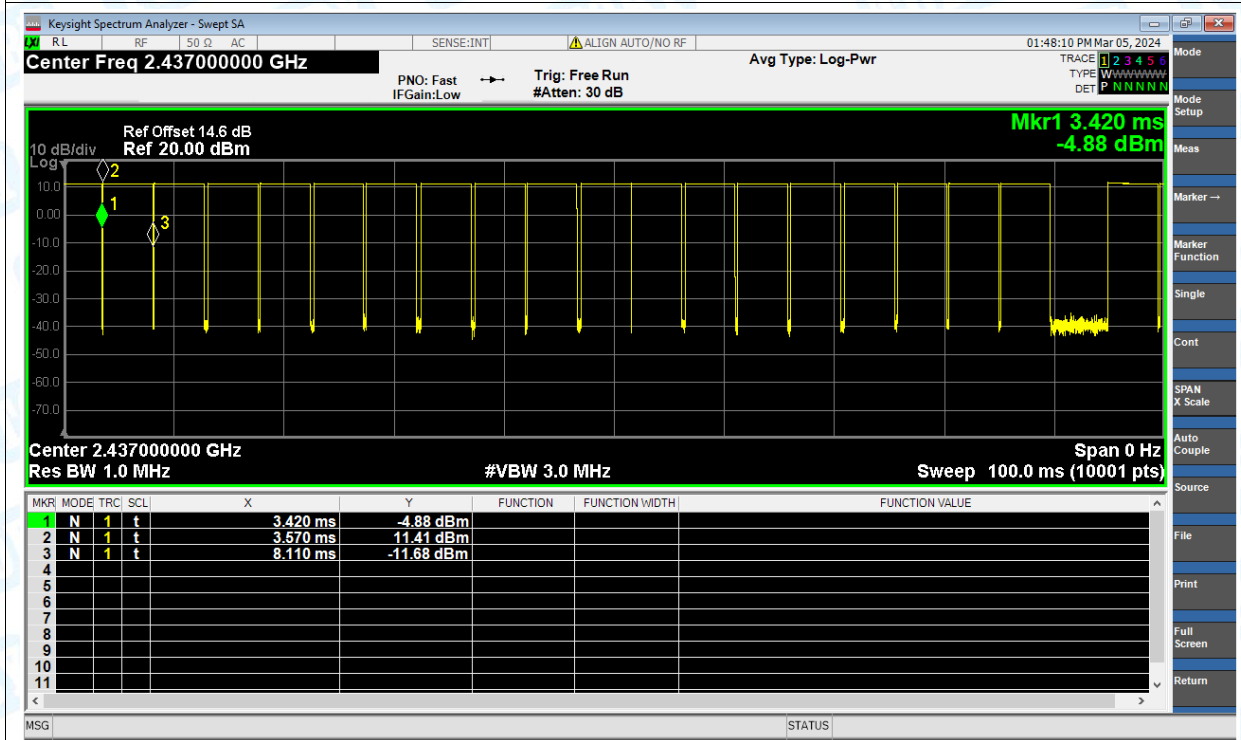 Keysight Spectrum Analyzer - Swept SA
LXI RL RF 50 Ω AC SENSE:INT ALIGN AUTO/NO RF 01:48:10 PM Mar 05, 2024
Center Freq 2.437000000 GHz Avg Type: Log-Pwr TRACE 1 2 3 4 5 6
PNO: Fast Trig: Free Run TYPE WWWWWW
IFGain:Low #Atten: 30 dB DET P N N N N N
Ref Offset 14.6 dB Mkr1 3.420 ms
10 dB/div Ref 20.00 dBm -4.88 dBm
Log
2
10.0
1
0.00
3
-10.0
-20.0
-30.0
-40.0
-50.0
-60.0
-70.0
Center 2.437000000 GHz Span 0 Hz
Res BW 1.0 MHz #VBW 3.0 MHz Sweep 100.0 ms (10001 pts)
MKR MODE TRC SCL X Y FUNCTION FUNCTION WIDTH FUNCTION VALUE
1 N 1 t 3.420 ms -4.88 dBm
2 N 1 t 3.570 ms 11.41 dBm
3 N 1 t 8.110 ms -11.68 dBm
4
5
6
7
8
9
10
11
MSG STATUS
Mode
Mode
Setup
Meas
Marker →
Marker
Function
Single
Cont
SPAN
X Scale
Auto
Couple
Source
File
Print
Full
Screen
Return